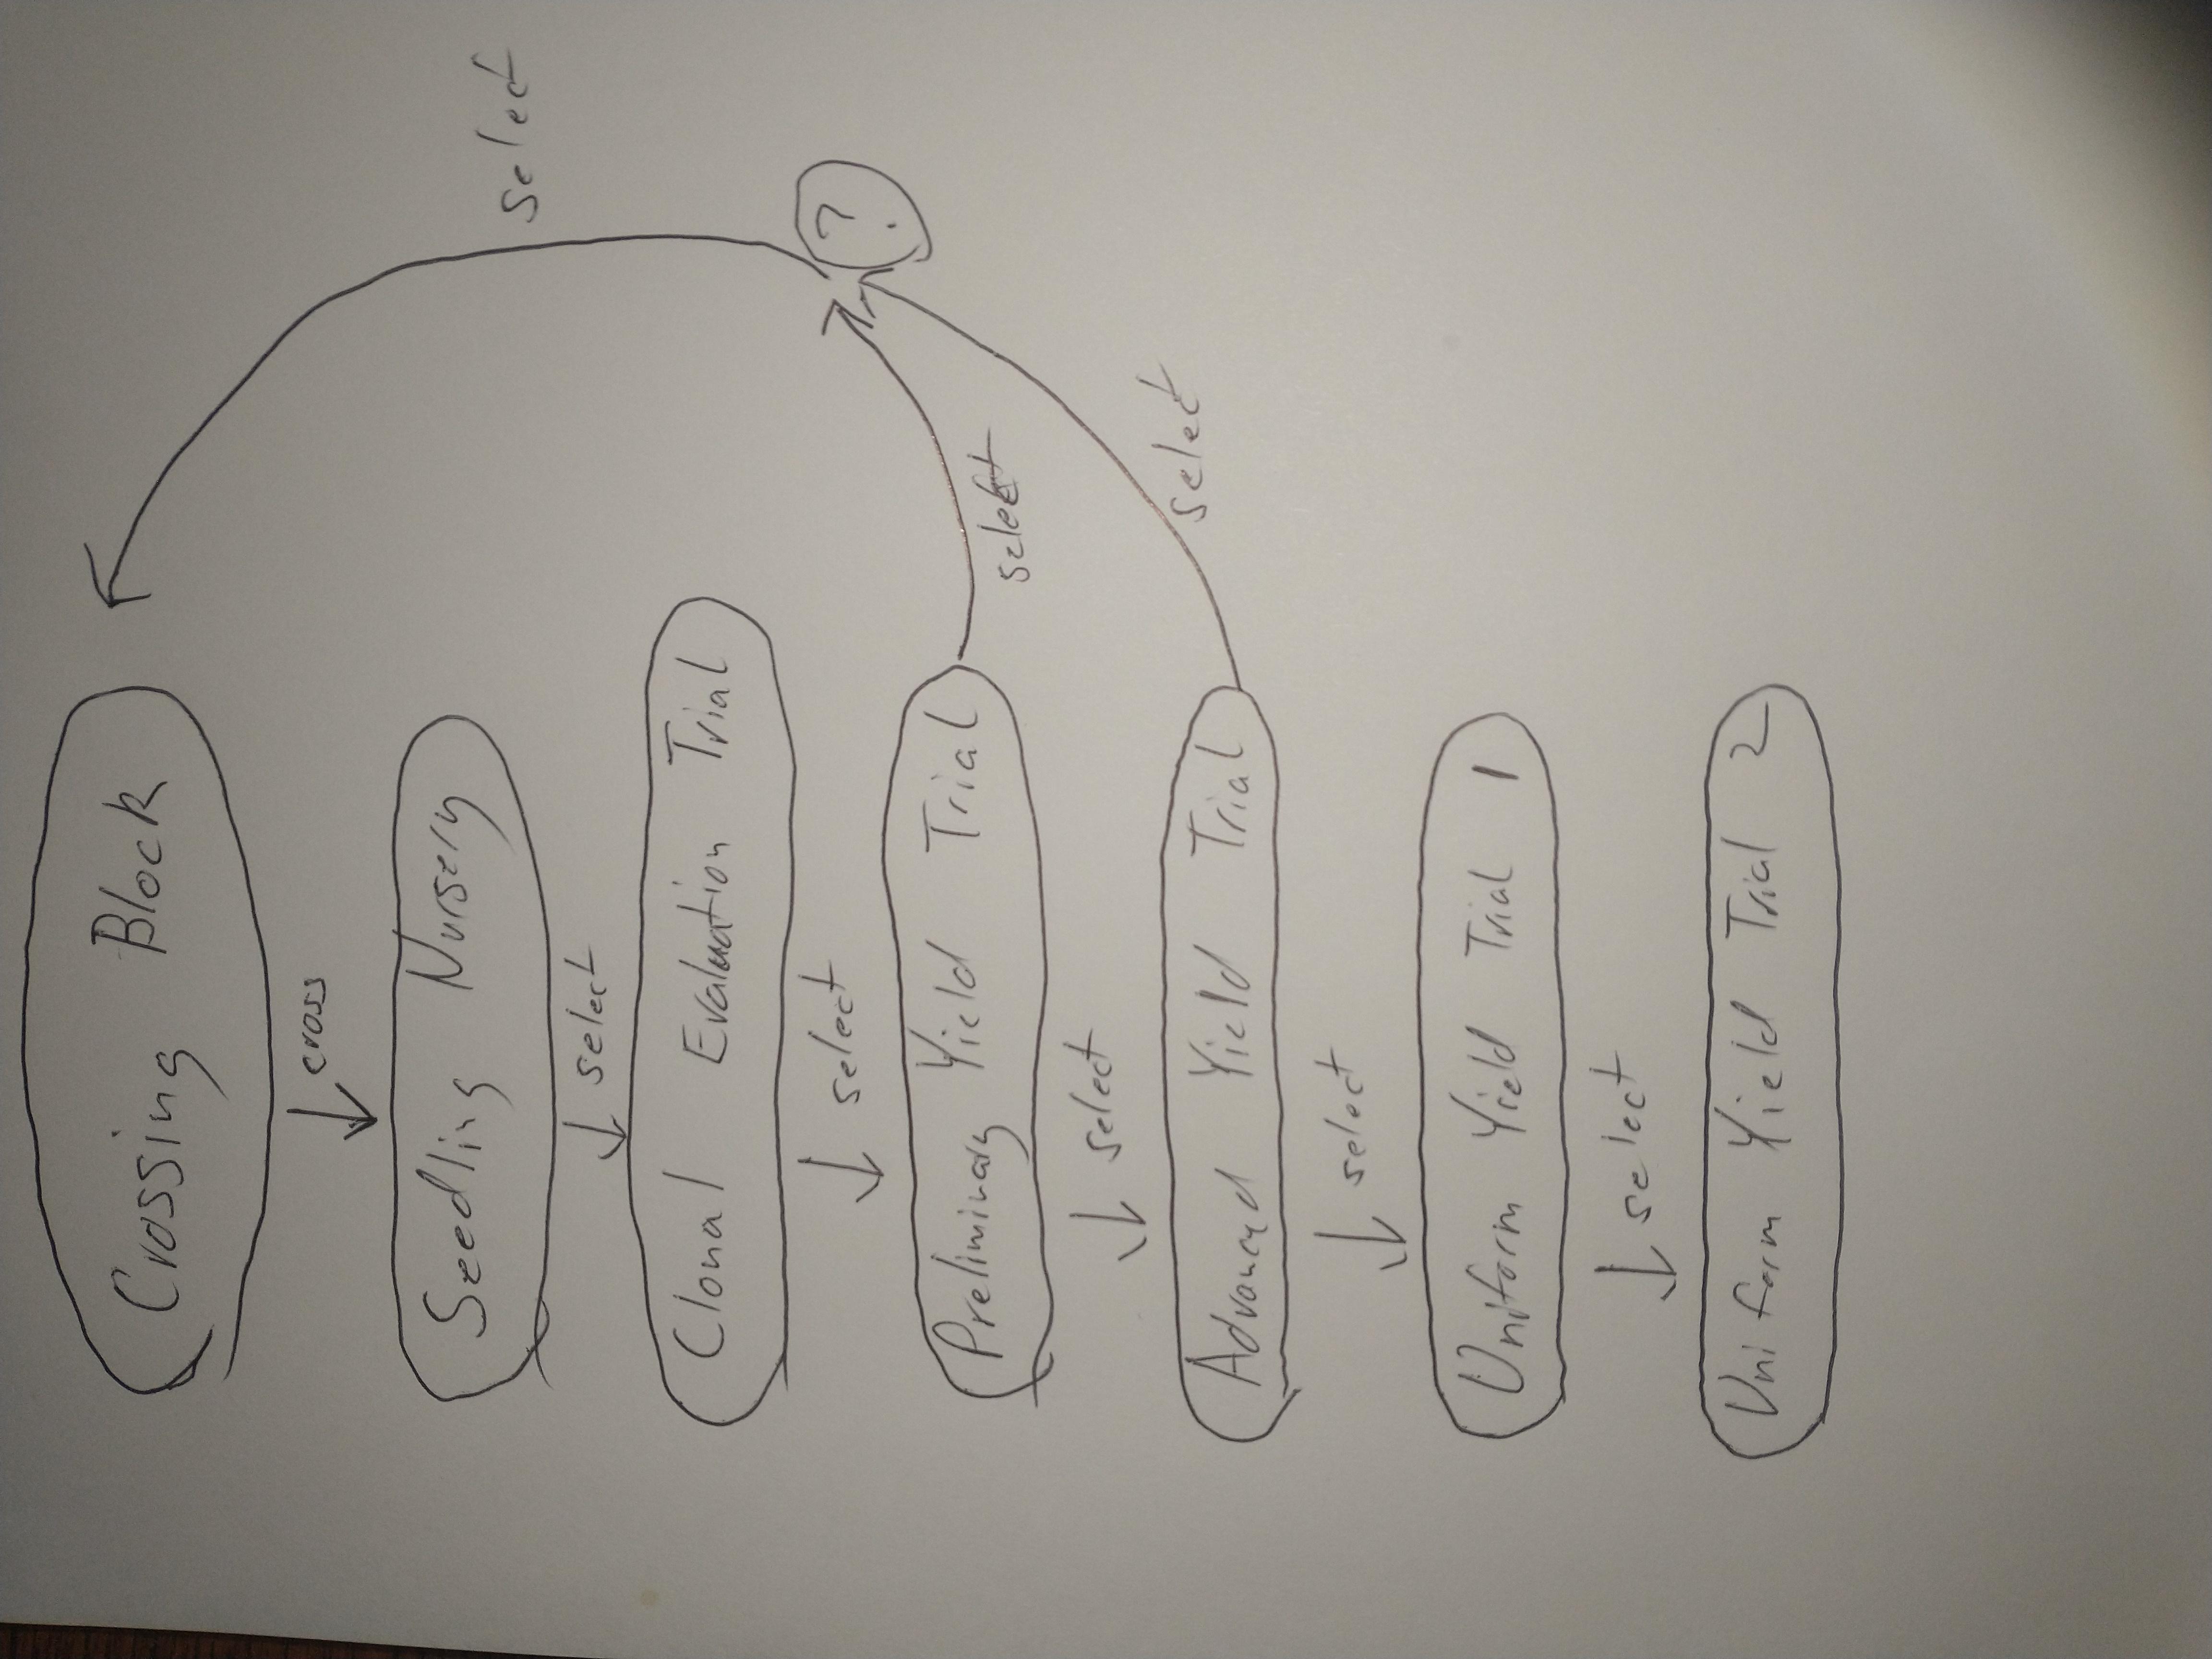 Crossing Block
cross
select
Seedling Nursery
select
?
Clonal Evaluation Trial
select
select
Preliminary Yield Trial
select
select
Advanced Yield Trial
select
Uniform Yield Trial 1
select
Uniform Yield Trial 2